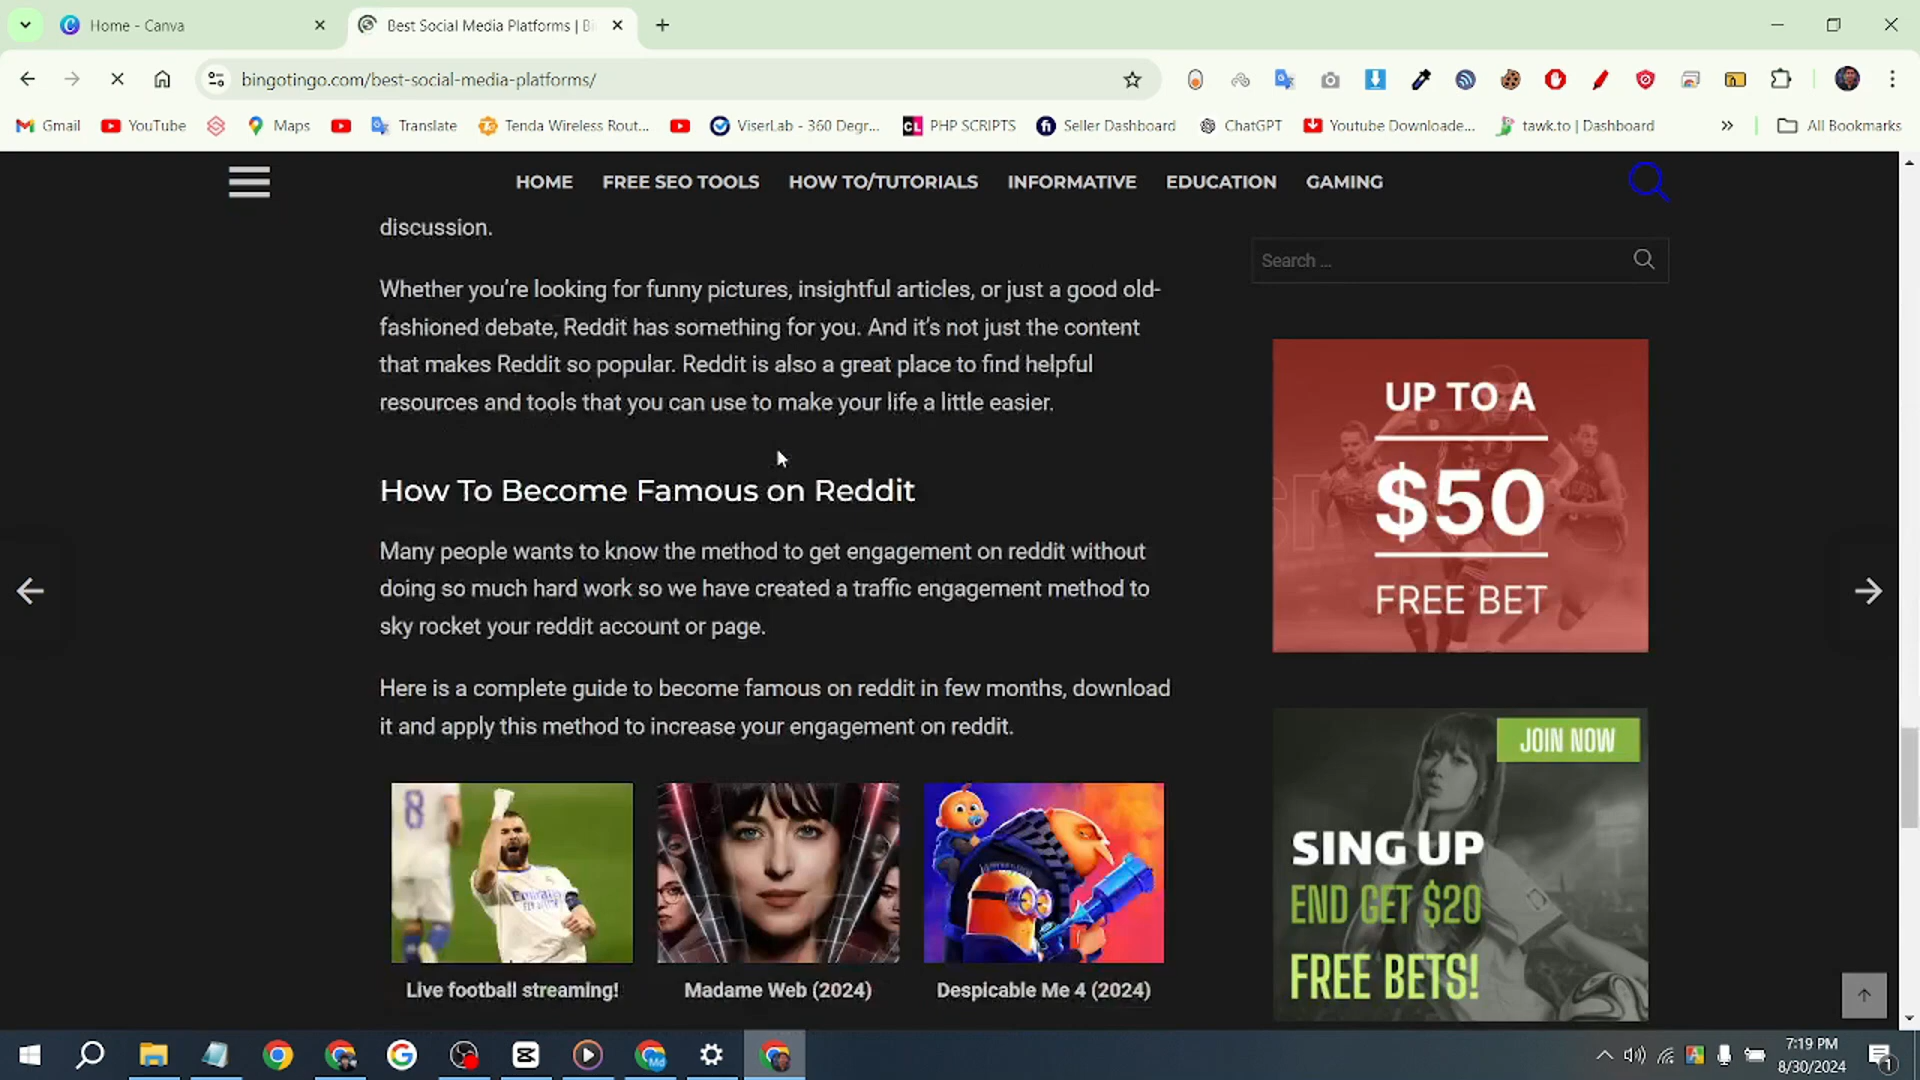 Home - Canva
Best Social Media Platforms | Bi
bingotingo.com/best-social-media-platforms/
Gmail
YouTube
Maps
Translate
Tenda Wireless Rout...
ViserLab - 360 Degr...
CL PHP SCRIPTS
fi Seller Dashboard
ChatGPT
Youtube Downloade...
tawk.to | Dashboard
All Bookmarks
HOME
FREE SEO TOOLS
HOW TO/TUTORIALS
INFORMATIVE
EDUCATION
GAMING
discussion.
Whether you're looking for funny pictures, insightful articles, or just a good old-
fashioned debate, Reddit has something for you. And it's not just the content
that makes Reddit so popular. Reddit is also a great place to find helpful
resources and tools that you can use to make your life a little easier.
How To Become Famous on Reddit
Many people wants to know the method to get engagement on reddit without
doing so much hard work so we have created a traffic engagement method to
sky rocket your reddit account or page.
Here is a complete guide to become famous on reddit in few months, download
it and apply this method to increase your engagement on reddit.
8
Live football streaming!
Madame Web (2024)
Despicable Me 4 (2024)
Search ...
UP TO A
$50
FREE BET
JOIN NOW
SING UP
END GET $20
FREE BETS!
7:19 PM
8/30/2024
1